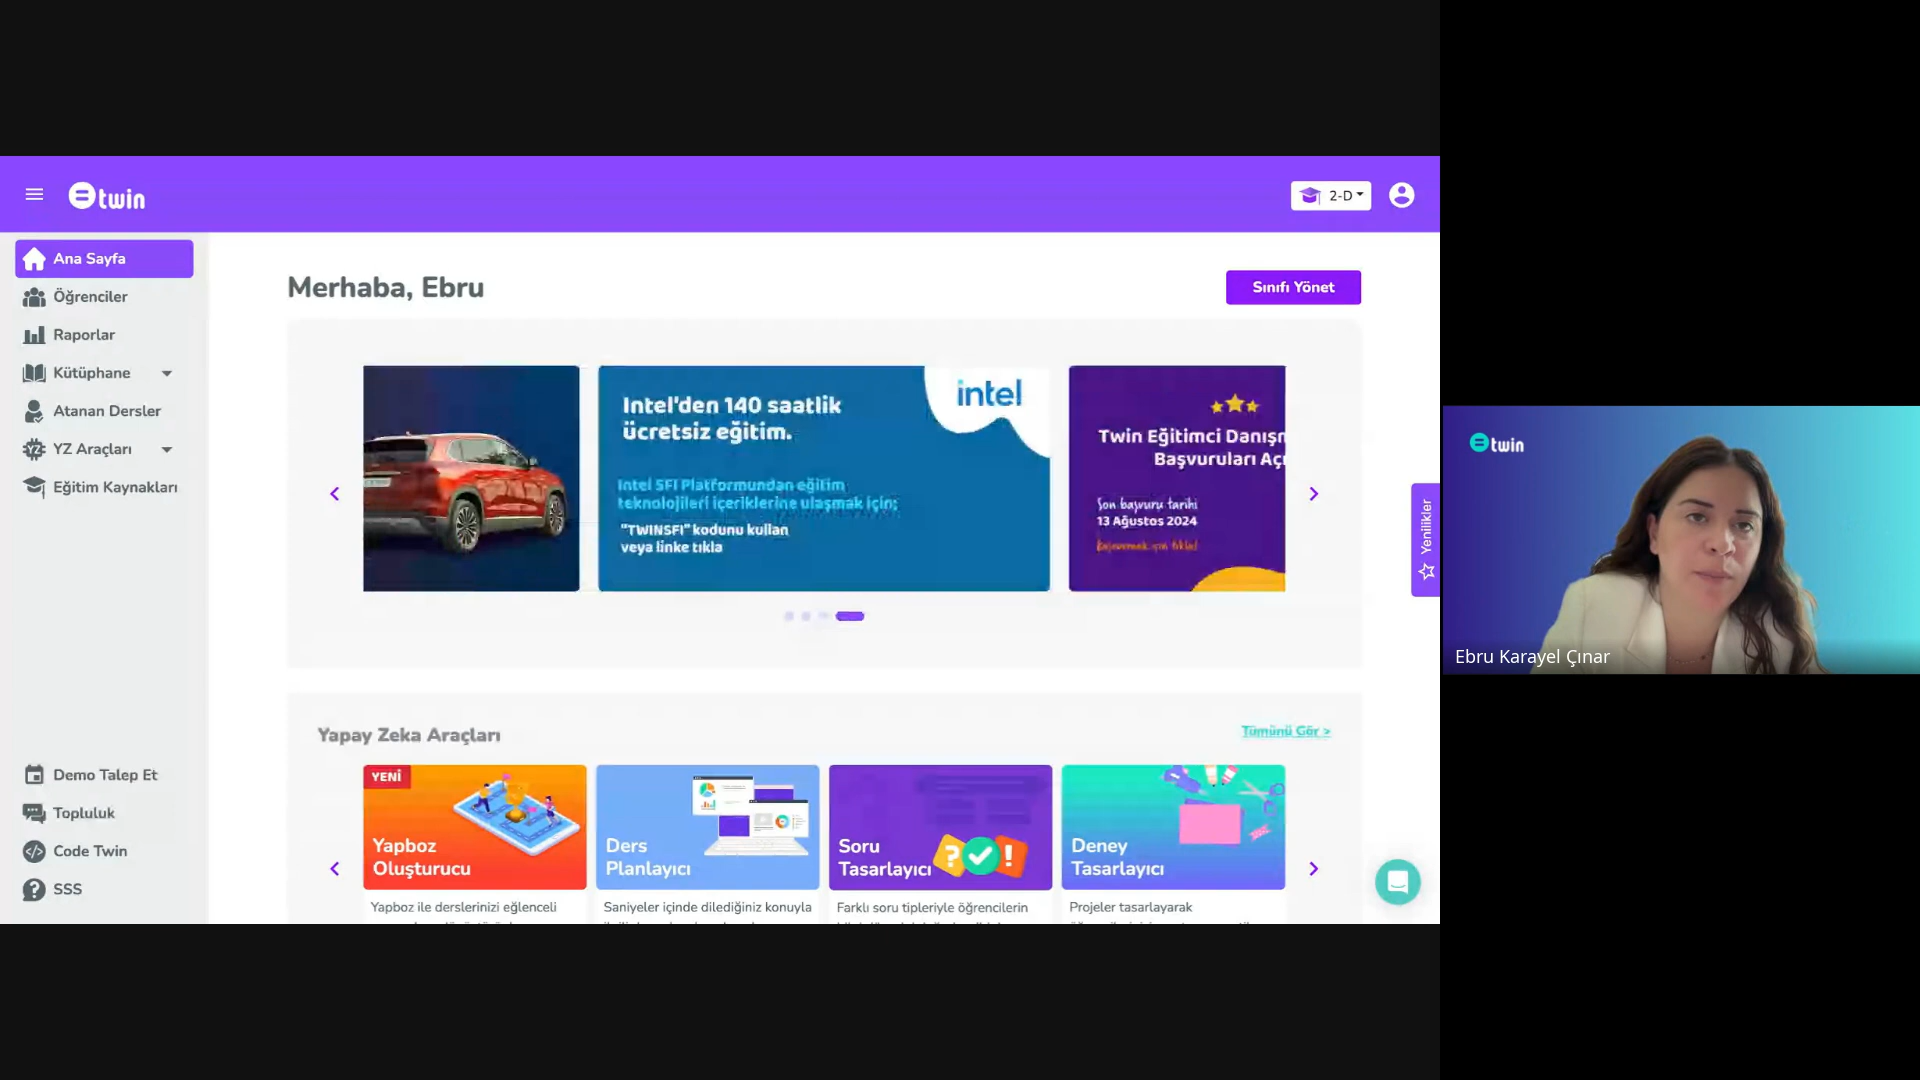 twin
2-D
Ana Sayfa
Öğrenciler
Raporlar
Kütüphane
Atanan Dersler
YZ Araçları
Eğitim Kaynakları
Demo Talep Et
Topluluk
Code Twin
SSS
Merhaba, Ebru
Sınıfı Yönet
Intel'den 140 saatlik
ücretsiz eğitim.
intel
Intel SFI Platformundan eğitim
teknolojileri içeriklerine ulaşmak için;
"TWINSFI" kodunu kullan
veya linke tıkla
Twin Eğitimci Danışm
Başvuruları Açı
Son başvuru tarihi
13 Ağustos 2024
Yenilikler
Yapay Zeka Araçları
Tümünü Gör >
YENİ
Yapboz
Oluşturucu
Yapboz ile derslerinizi eğlenceli
Ders
Planlayıcı
Saniyeler içinde dilediğiniz konuyla
Soru
Tasarlayıcı
Farklı soru tipleriyle öğrencilerin
Deney
Tasarlayıcı
Projeler tasarlayarak
twin
Ebru Karayel Çınar